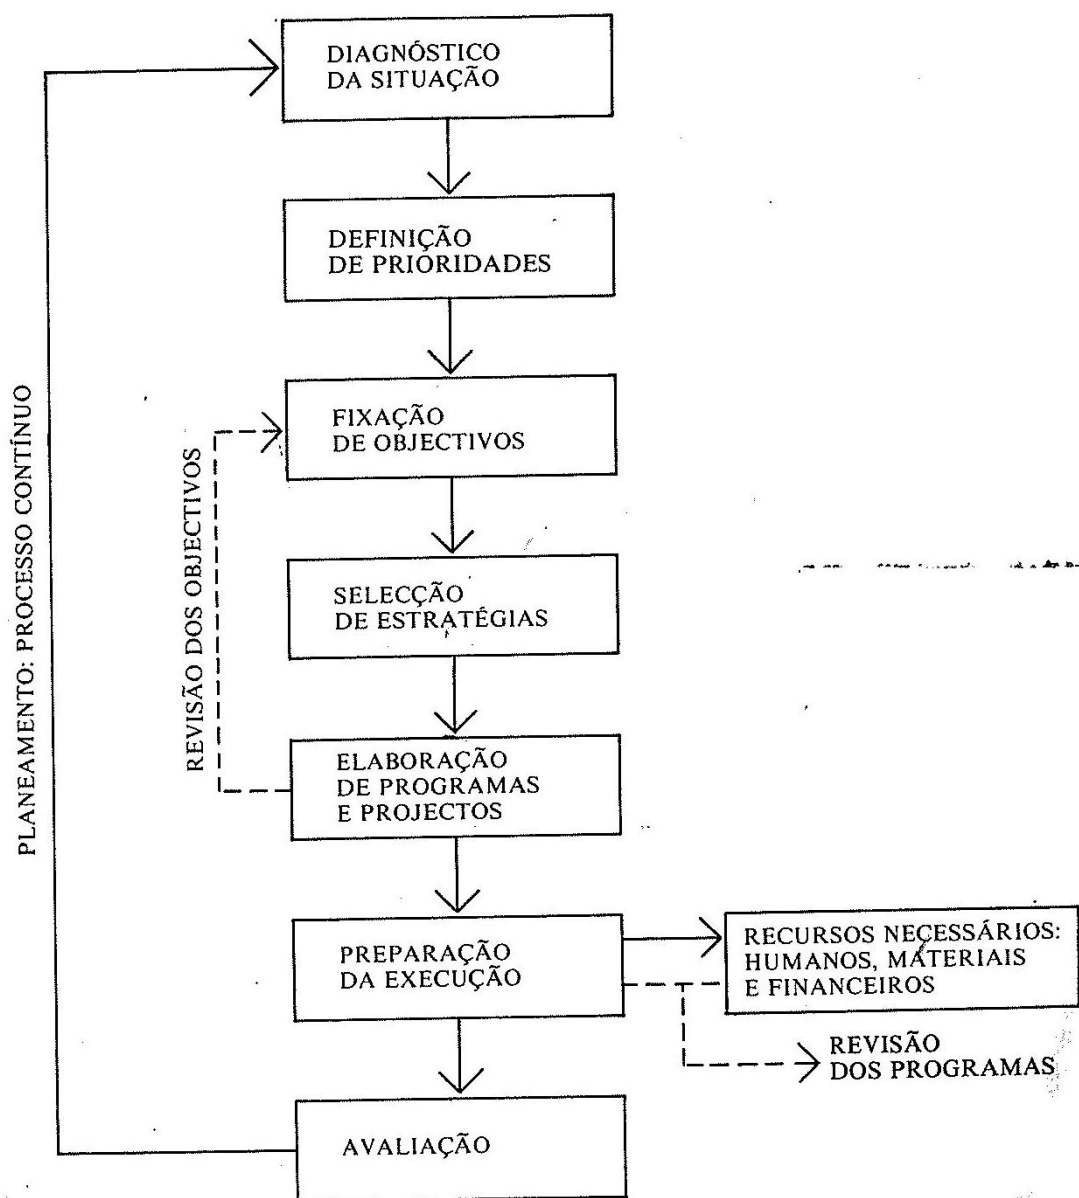 DIAGNÓSTICO
DA SITUAÇÃO
DEFINIÇÃO
DE PRIORIDADES
FIXAÇÃO
DE OBJECTIVOS
SELECÇÃO
DE ESTRATÉGIAS
ELABORAÇÃO
DE PROGRAMAS
E PROJECTOS
PREPARAÇÃO
DA EXECUÇÃO
RECURSOS NECESSÁRIOS:
HUMANOS, MATERIAIS
E FINANCEIROS
REVISÃO
DOS PROGRAMAS
AVALIAÇÃO
REVISÃO DOS OBJECTIVOS
PLANEAMENTO: PROCESSO CONTÍNUO